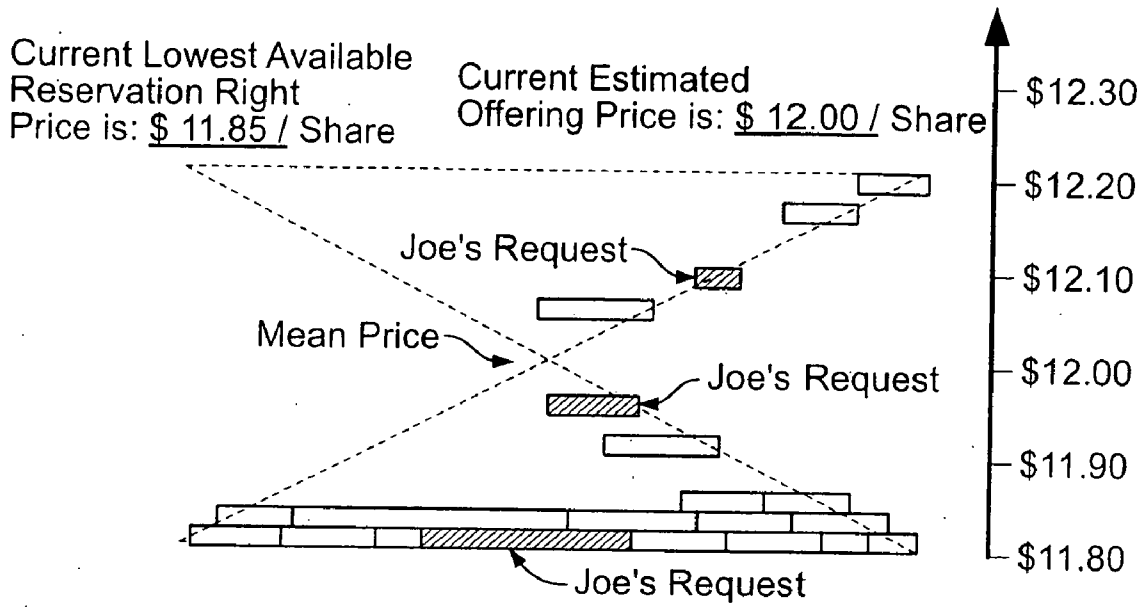 Current Lowest Available
Reservation Right
Price is: $ 11.85 / Share
Current Estimated
Offering Price is: $ 12.00 / Share
$12.30
$12.20
Joe's Request
$12.10
Mean Price
$12.00
Joe's Request
$11.90
$11.80
Joe's Request